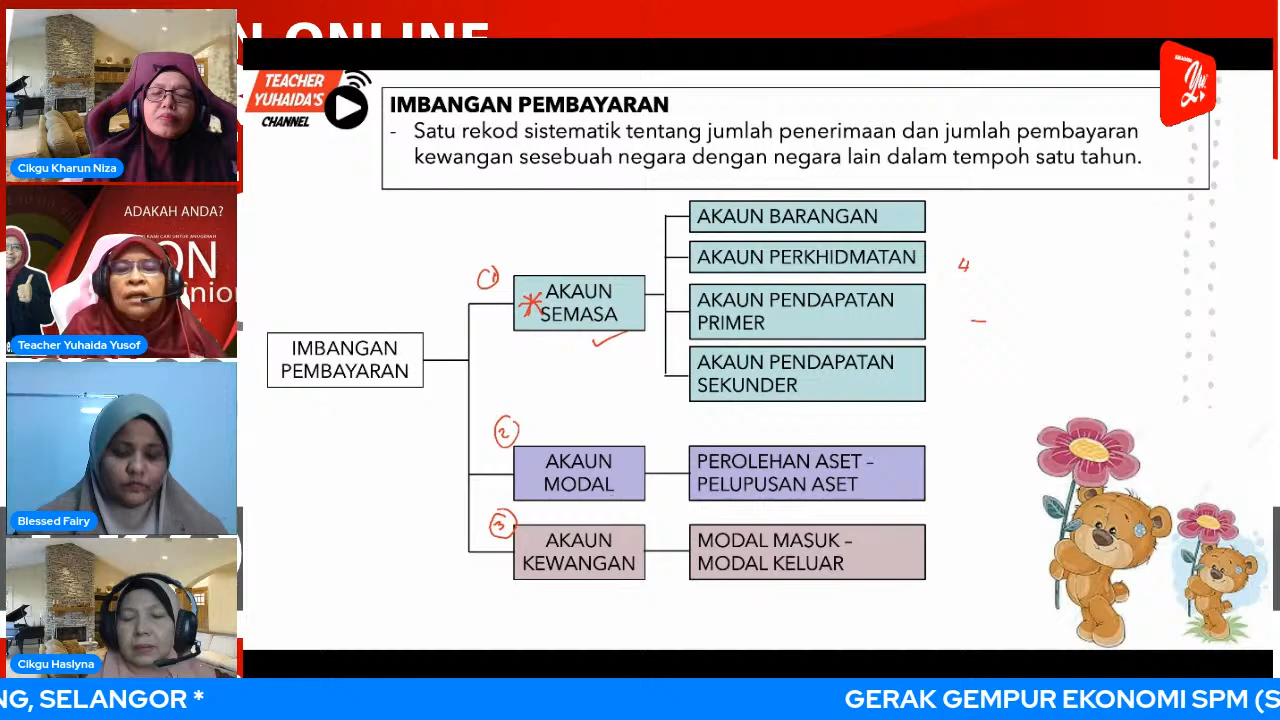 N ONLINE
TEACHER
YUHAIDA'S
CHANNEL
IMBANGAN PEMBAYARAN
- Satu rekod sistematik tentang jumlah penerimaan dan jumlah pembayaran
kewangan sesebuah negara dengan negara lain dalam tempoh satu tahun.
Cikgu Kharun Niza
ADAKAH ANDA?
ON
Teacher Yuhaida Yusof
Blessed Fairy
Cikgu Haslyna
IMBANGAN
PEMBAYARAN
1
AKAUN
SEMASA
AKAUN BARANGAN
AKAUN PERKHIDMATAN
4
AKAUN PENDAPATAN
PRIMER
AKAUN PENDAPATAN
SEKUNDER
2
AKAUN
MODAL
PEROLEHAN ASET –
PELUPUSAN ASET
3
AKAUN
KEWANGAN
MODAL MASUK –
MODAL KELUAR
NG, SELANGOR *
GERAK GEMPUR EKONOMI SPM (S